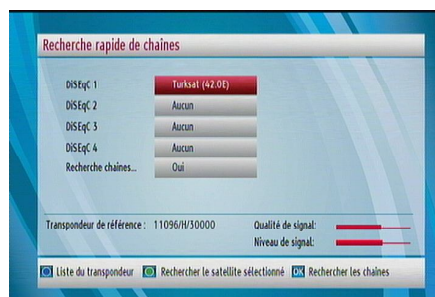 Recherche rapide de chaînes
DiSEqC 1 Turksat (42.0E)
DiSEqC 2 Aucun
DiSEqC 3 Aucun
DiSEqC 4 Aucun
Recherche chaines... Oui
Transpondeur de référence : 11096/H/30000 Qualité de signal:
Niveau de signal:
Liste du transpondeur Rechercher le satellite sélectionné OK Rechercher les chaînes